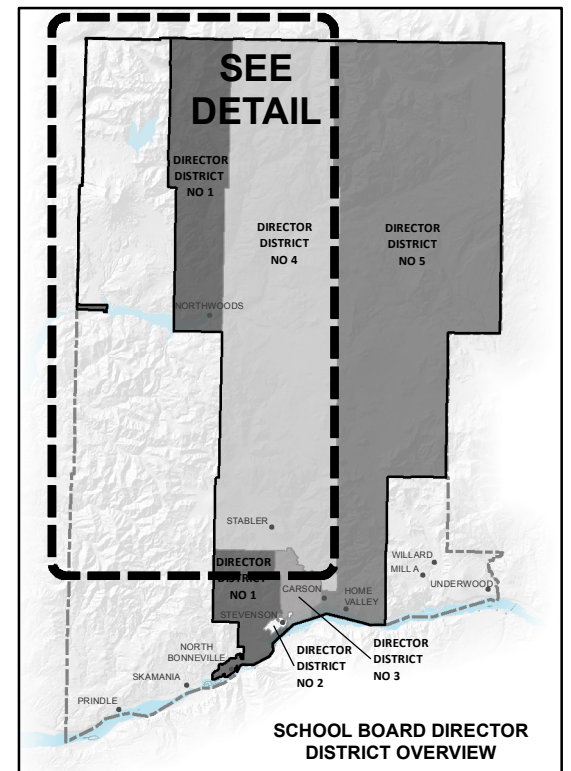 SEE
DETAIL
DIRECTOR
DISTRICT
NO 1
DIRECTOR
DISTRICT
NO 4
DIRECTOR
DISTRICT
NO 5
NORTHWOODS
STABLER
DIRECTOR
DISTRICT
NO 1
WILLARD
MILL A
UNDERWOOD
CARSON
HOME
VALLEY
STEVENSON
NORTH
BONNEVILLE
DIRECTOR
DISTRICT
NO 2
DIRECTOR
DISTRICT
NO 3
SKAMANIA
PRINDLE
SCHOOL BOARD DIRECTOR
DISTRICT OVERVIEW